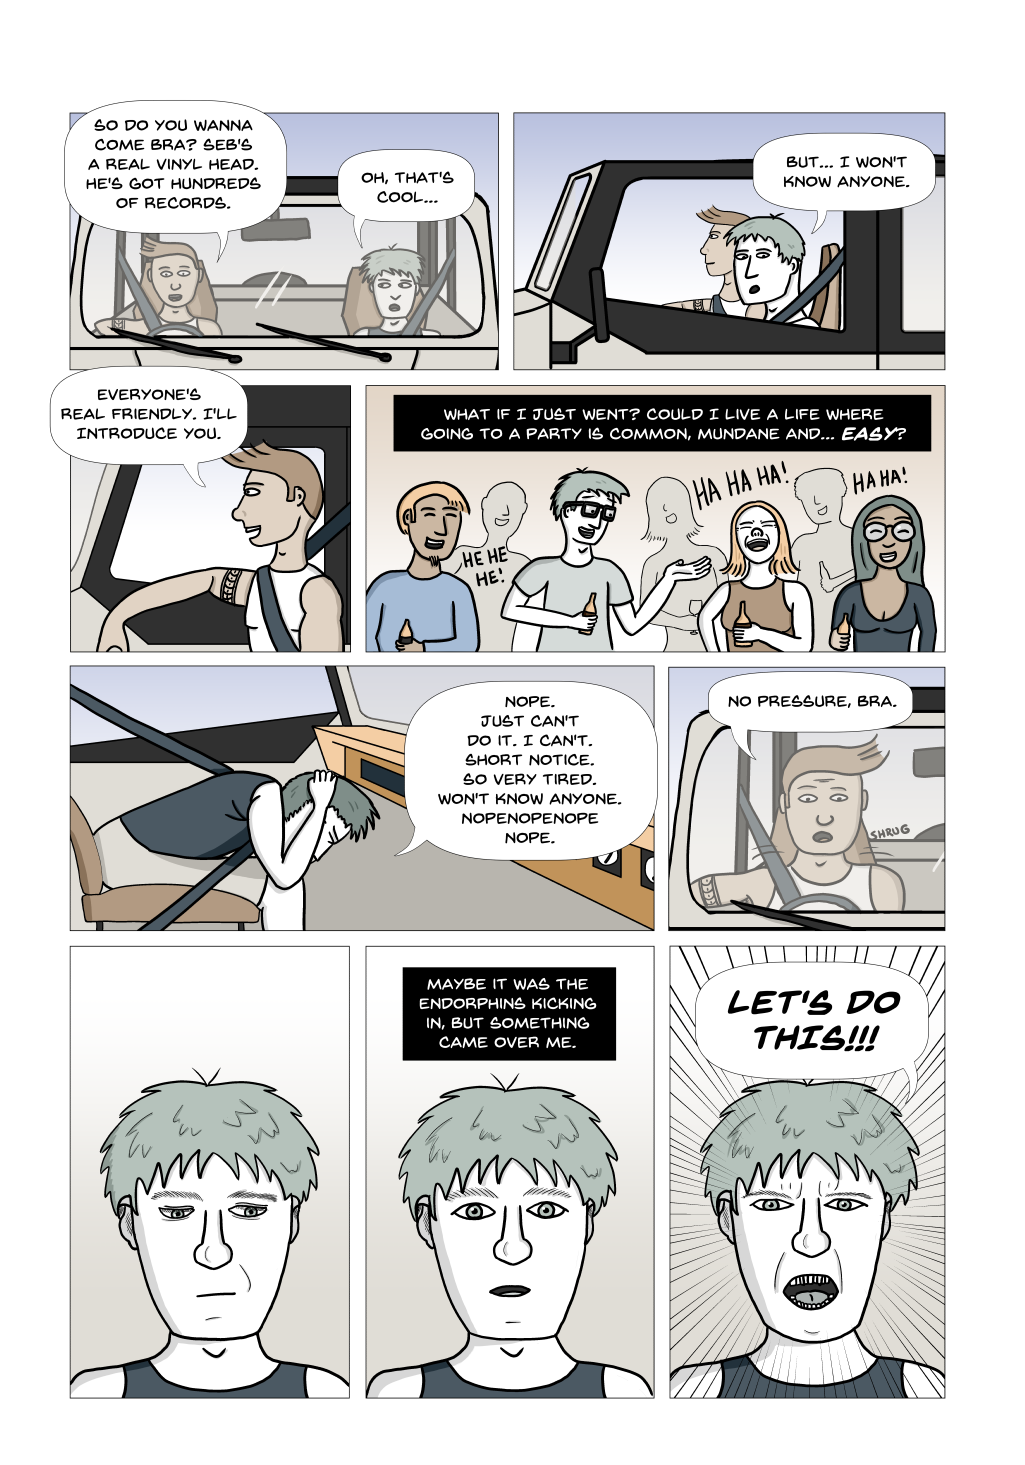 SO DO YOU WANNA
COME BRA? SEB'S
A REAL VINYL HEAD.
HE'S GOT HUNDREDS
OF RECORDS.
OH, THAT'S
COOL...
BUT... I WON'T
KNOW ANYONE.
EVERYONE'S
REAL FRIENDLY. I'LL
INTRODUCE YOU.
WHAT IF I JUST WENT? COULD I LIVE A LIFE WHERE
GOING TO A PARTY IS COMMON, MUNDANE AND... EASY?
HE HE
HE!
HA HA HA!
HA HA!
NOPE.
JUST CAN'T
DO IT. I CAN'T.
SHORT NOTICE.
SO VERY TIRED.
WON'T KNOW ANYONE.
NOPENOPENOPE
NOPE.
NO PRESSURE, BRA.
SHRUG
MAYBE IT WAS THE
ENDORPHINS KICKING
IN, BUT SOMETHING
CAME OVER ME.
LET'S DO
THIS!!!